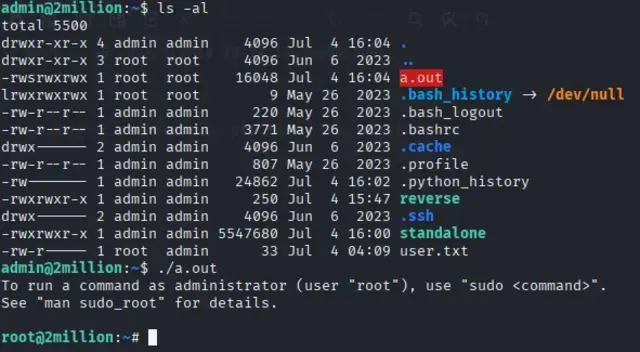 admin@2million:~$ ls -al
total 5500
drwxr-xr-x 4 admin admin    4096 Jul  4 16:04 .
drwxr-xr-x 3 root  root     4096 Jun  6  2023 ..
-rwsrwxrwx 1 root  root    16048 Jul  4 16:04 a.out
lrwxrwxrwx 1 root  root        9 May 26  2023 .bash_history → /dev/null
-rw-r--r-- 1 admin admin     220 May 26  2023 .bash_logout
-rw-r--r-- 1 admin admin    3771 May 26  2023 .bashrc
drwx------ 2 admin admin    4096 Jun  6  2023 .cache
-rw-r--r-- 1 admin admin     807 May 26  2023 .profile
-rw------- 1 admin admin   24862 Jul  4 16:02 .python_history
-rwxrwxr-x 1 admin admin     250 Jul  4 15:47 reverse
drwx------ 2 admin admin    4096 Jun  6  2023 .ssh
-rwxrwxr-x 1 admin admin 5547680 Jul  4 16:00 standalone
-rw-r----- 1 root  admin      33 Jul  4 04:09 user.txt
admin@2million:~$ ./a.out
To run a command as administrator (user "root"), use "sudo <command>".
See "man sudo_root" for details.
root@2million:~#